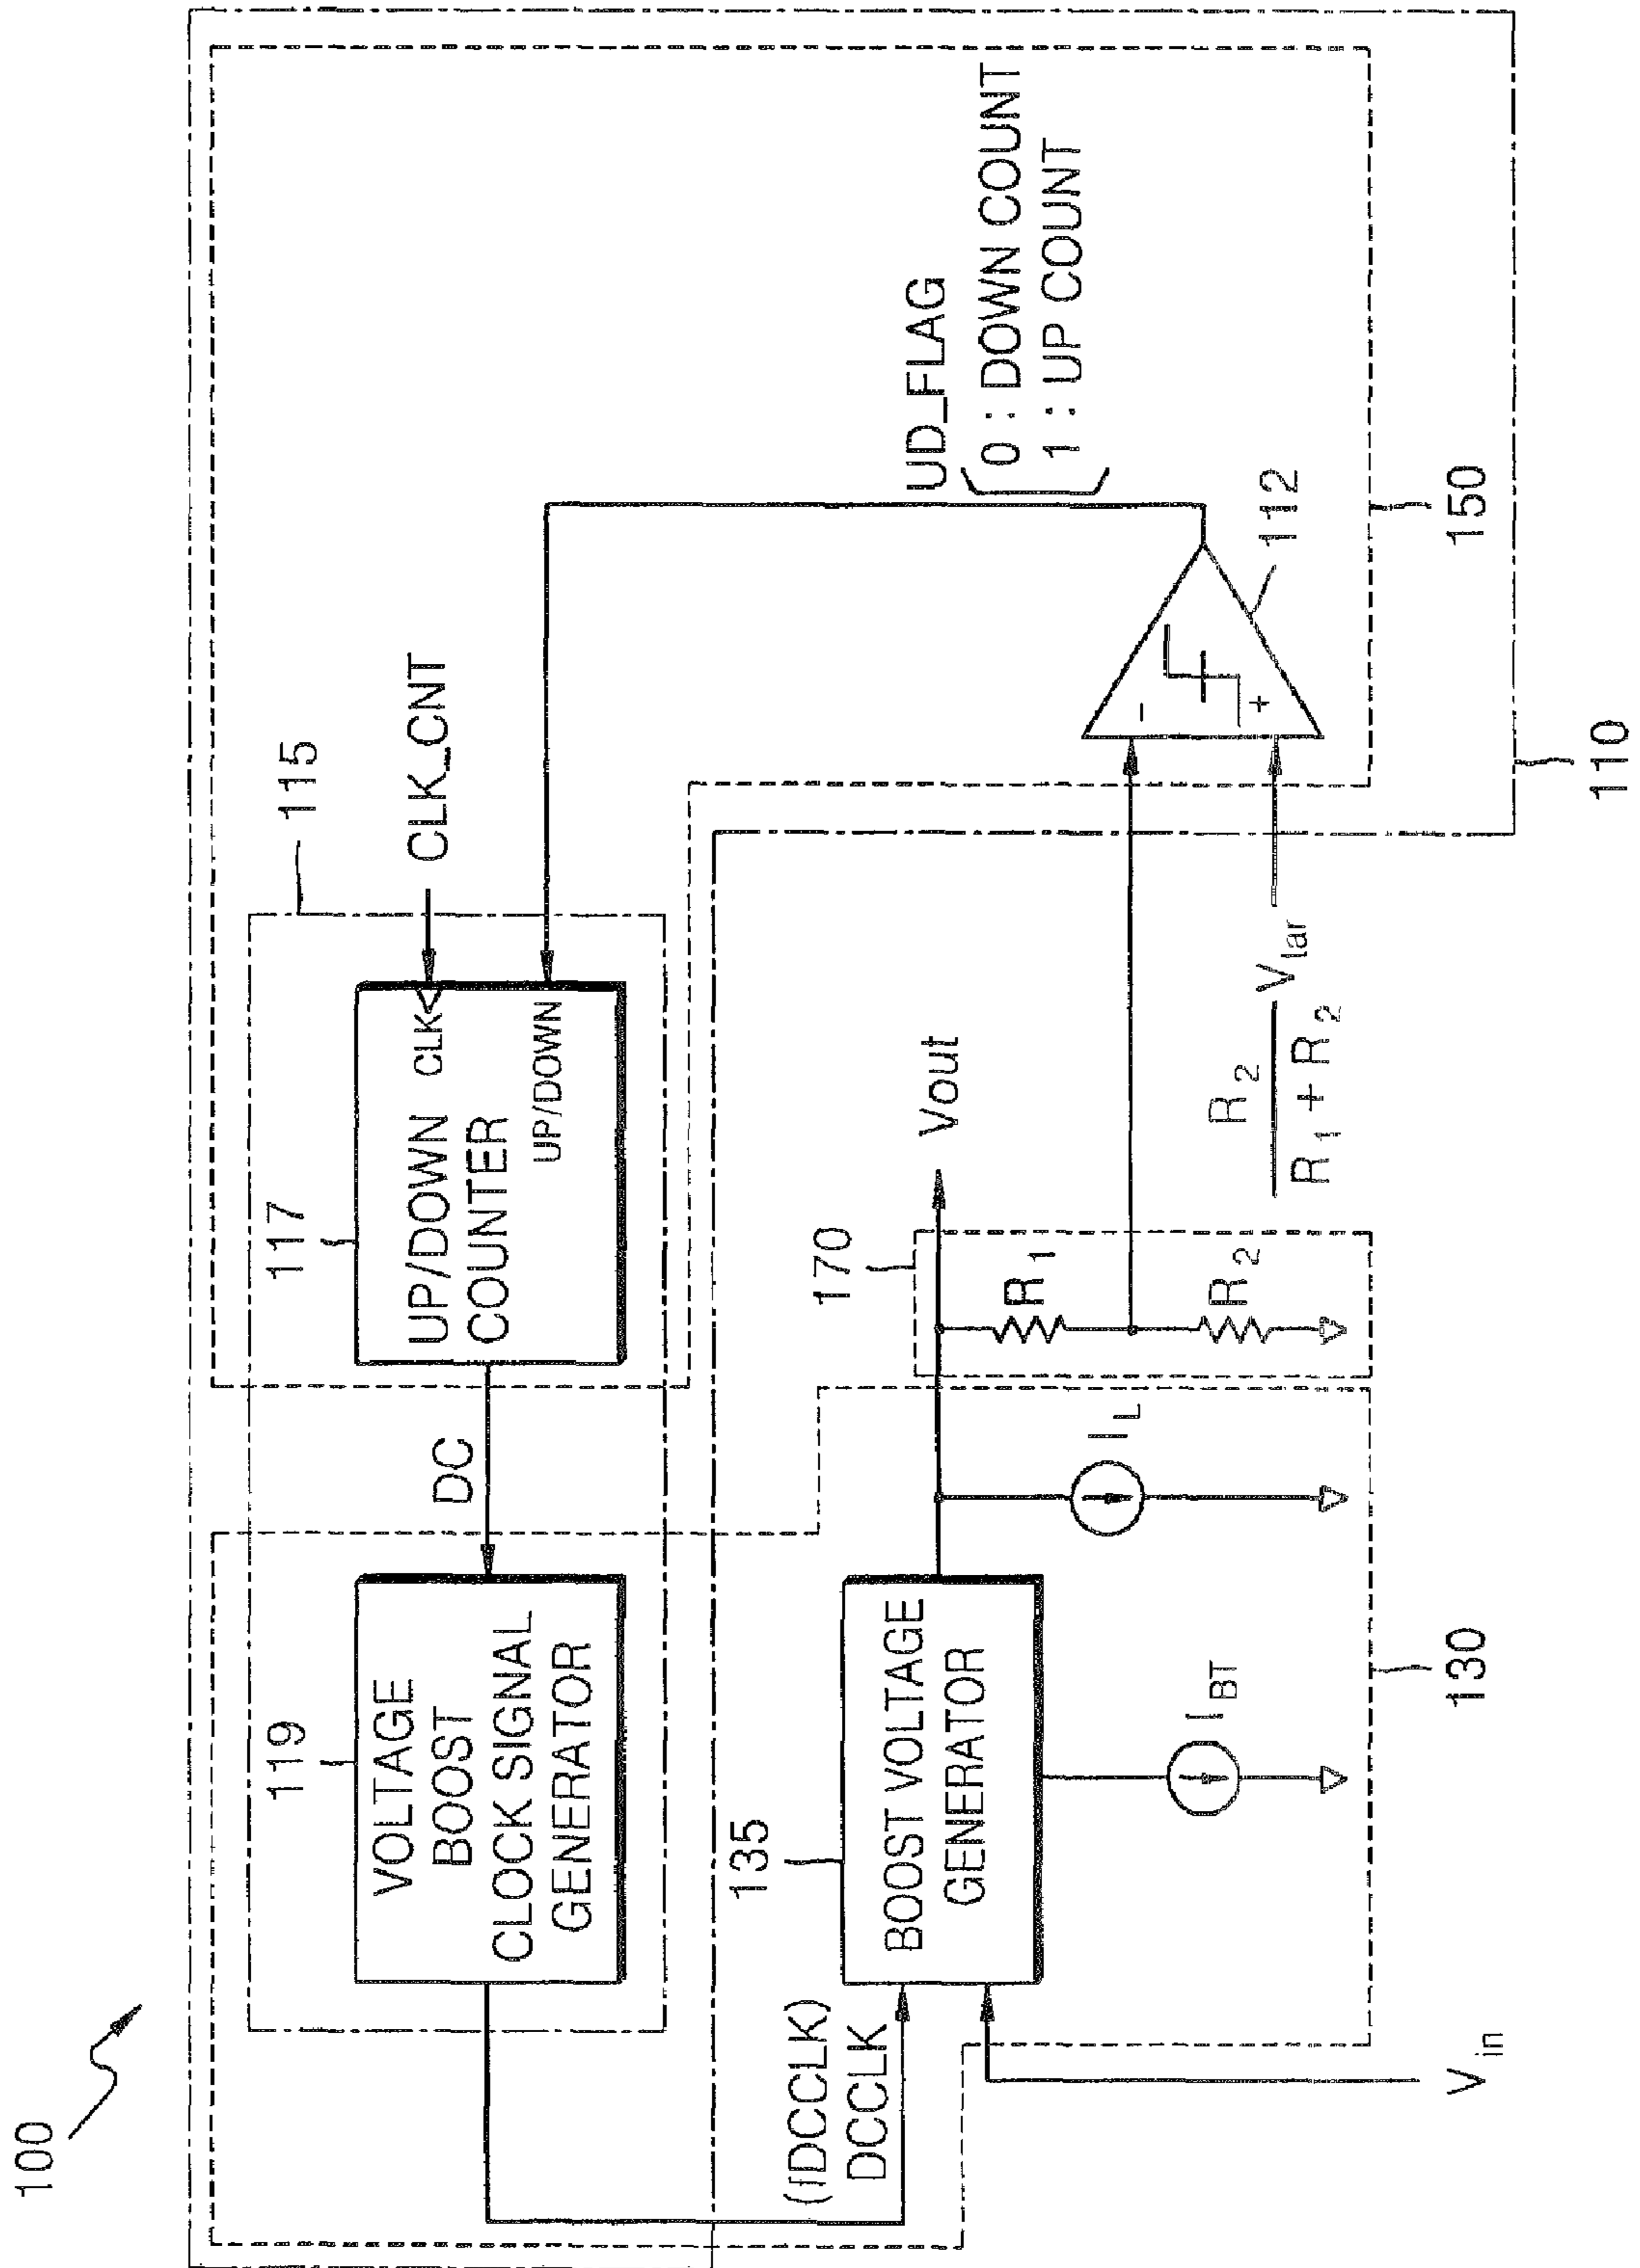 100
115
119
117
VOLTAGE
BOOST
CLOCK SIGNAL
GENERATOR
DC
UP/DOWN
COUNTER
CLK
UP/DOWN
CLK_CNT
135
(fDCCLK)
DCCLK
BOOST VOLTAGE
GENERATOR
170
Vout
UD_FLAG
0 : DOWN COUNT
1 : UP COUNT
R1
R2
IL
IBT
-
+
112
R2
R1 + R2
Vtar
Vin
130
150
110